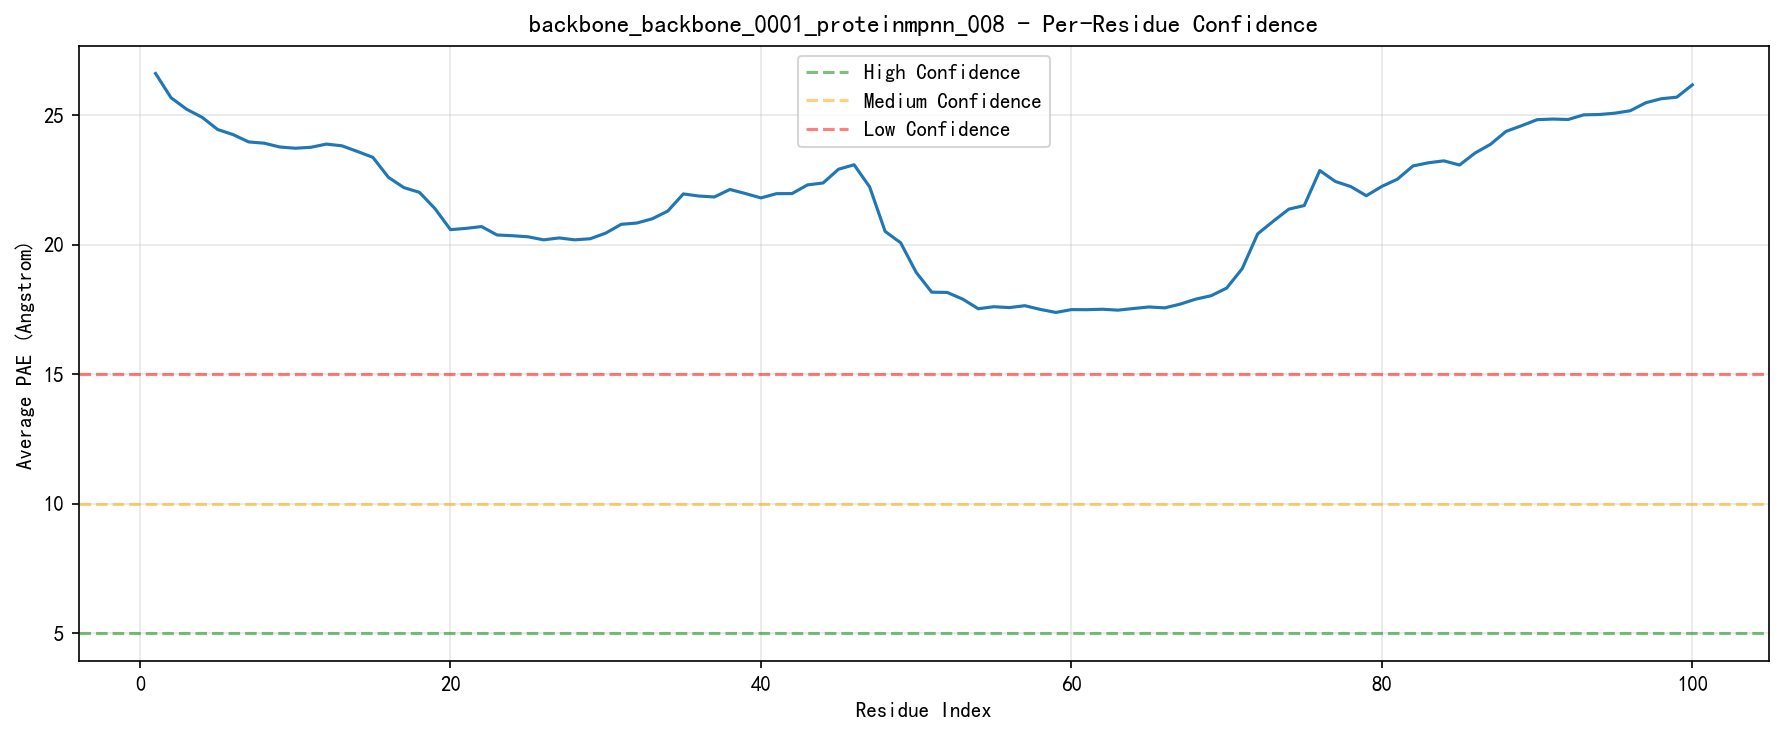 backbone_backbone_0001_proteinmpnn_008 - Per-Residue Confidence
High Confidence
Medium Confidence
Low Confidence
Average PAE (Angstrom)
25
20
15
10
5
0 20 40 60 80 100
Residue Index